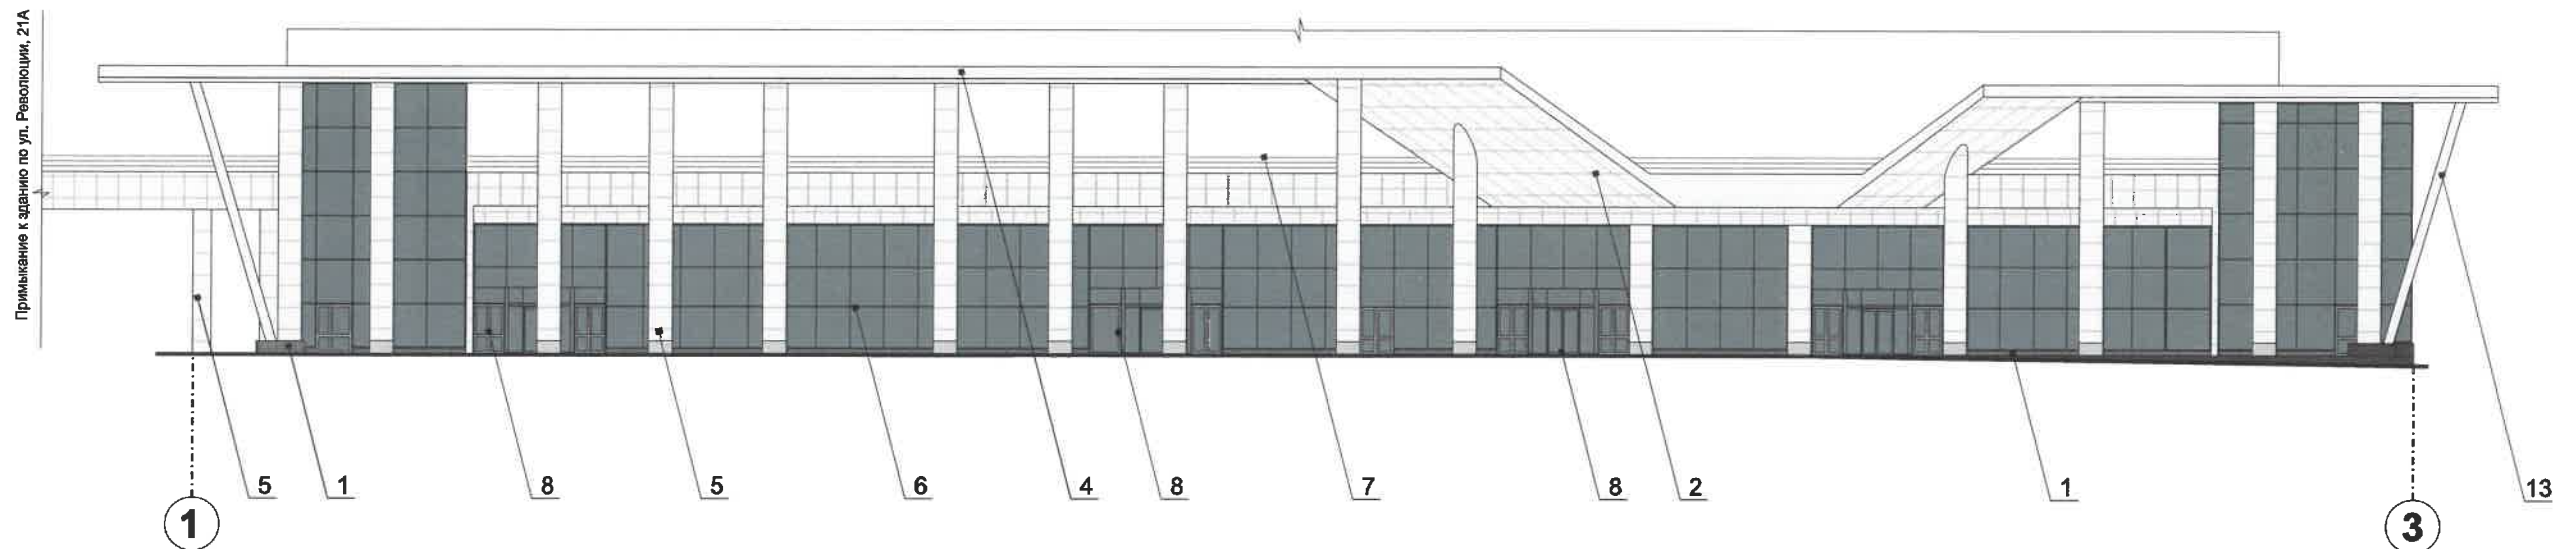 Примыкание к зданию по ул. Революции, 21А
5 1 8 5 6 4 8 7 8 2 1 13
1 3